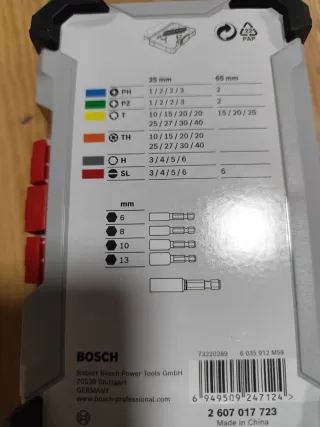 21
PAP
25 mm 65 mm
PH 1 / 2 / 2 / 3 2
PZ 1 / 2 / 2 / 3 2
T 10 / 15 / 20 / 20 15 / 20 / 25
25 / 27 / 30 / 40
TH 10 / 15 / 20 / 20
25 / 27 / 30 / 40
H 3 / 4 / 5 / 6
SL 3 / 4 / 5 / 6 6
mm
6
8
10
13
BOSCH
Robert Bosch Power Tools GmbH
70538 Stuttgart
GERMANY
www.bosch-professional.com
73220289 6 035 912 M59
6 949509 247124 >
2 607 017 723
Made in China